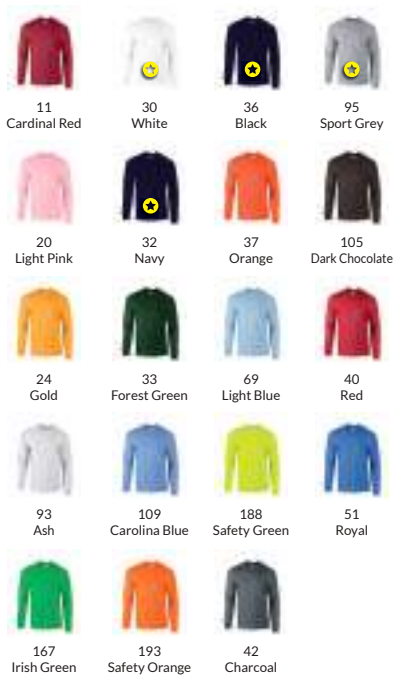 11
Cardinal Red
30
White
36
Black
95
Sport Grey
20
Light Pink
32
Navy
37
Orange
105
Dark Chocolate
24
Gold
33
Forest Green
69
Light Blue
40
Red
93
Ash
109
Carolina Blue
188
Safety Green
51
Royal
167
Irish Green
193
Safety Orange
42
Charcoal